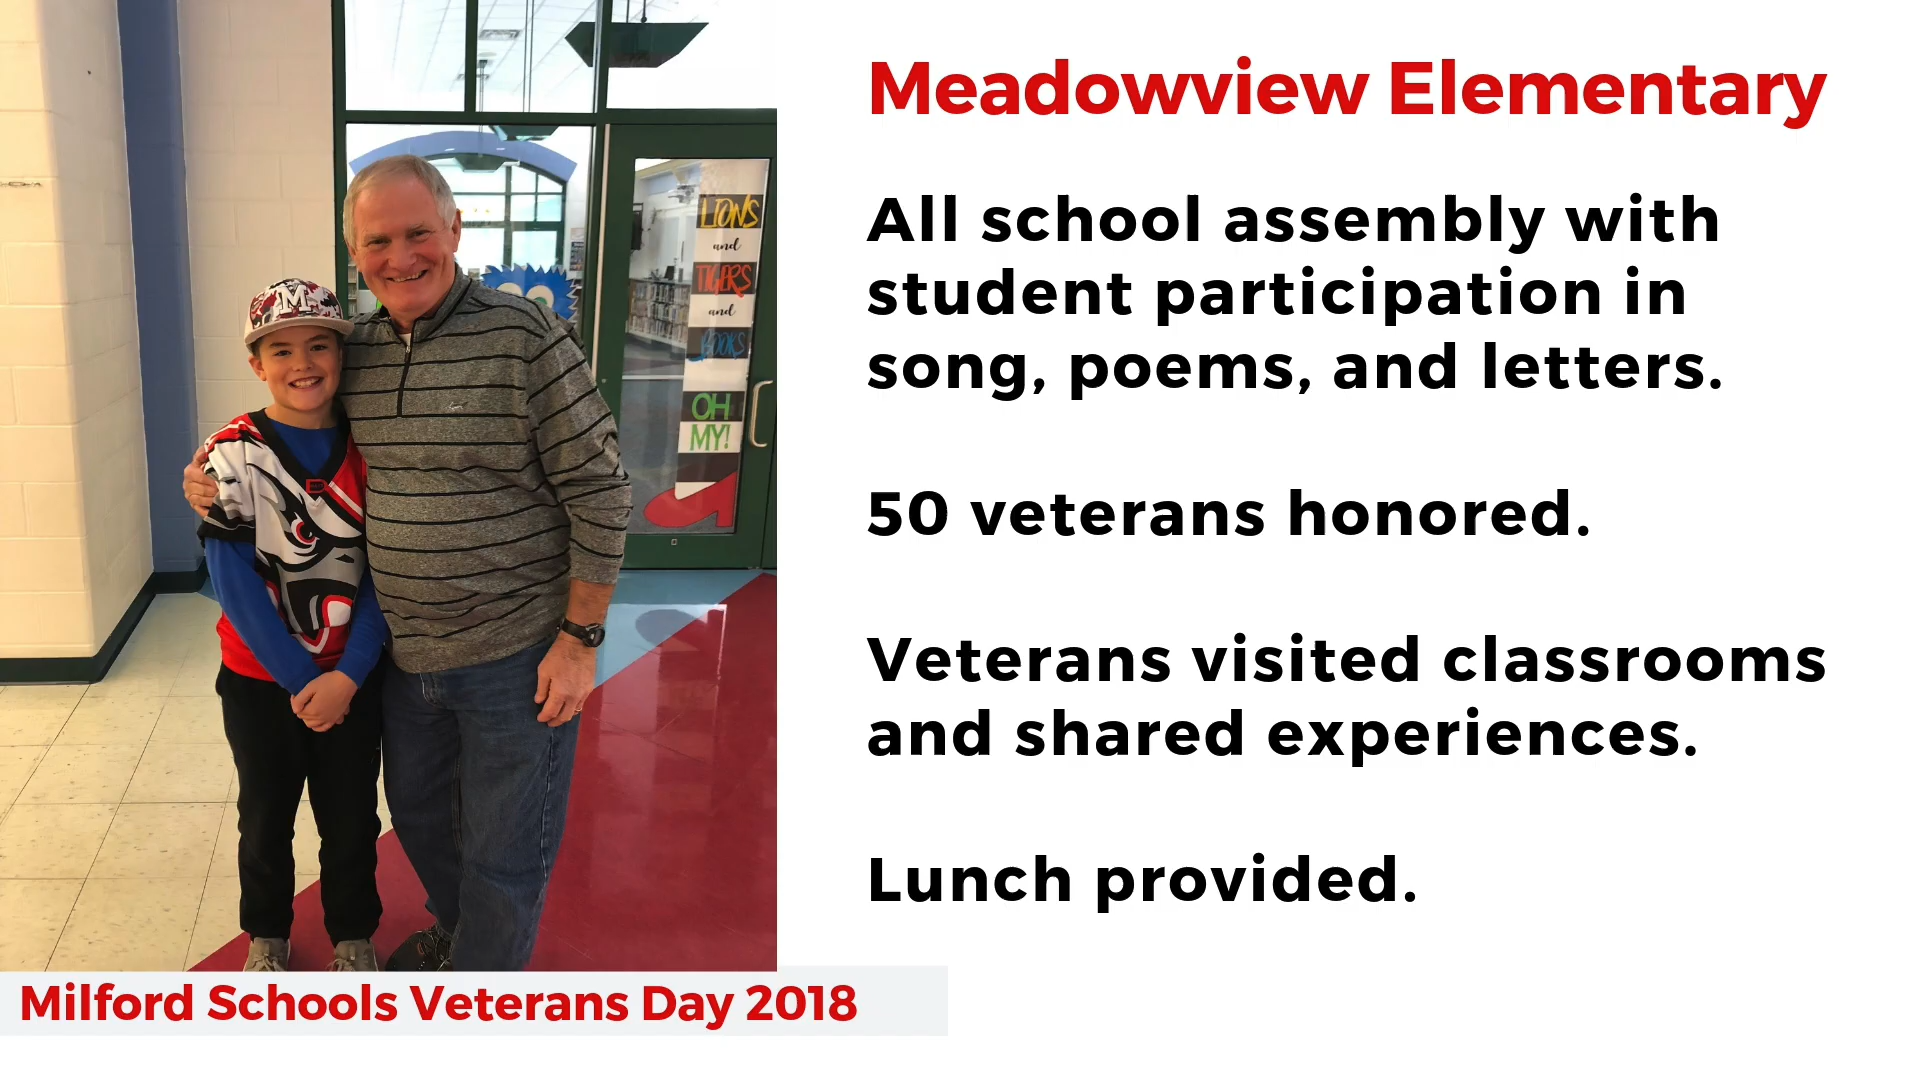 Meadowview Elementary
All school assembly with
student participation in
song, poems, and letters.
50 veterans honored.
Veterans visited classrooms
and shared experiences.
Lunch provided.
LIONS
and
TIGERS
and
BOOKS
OH
MY!
M
Milford Schools Veterans Day 2018